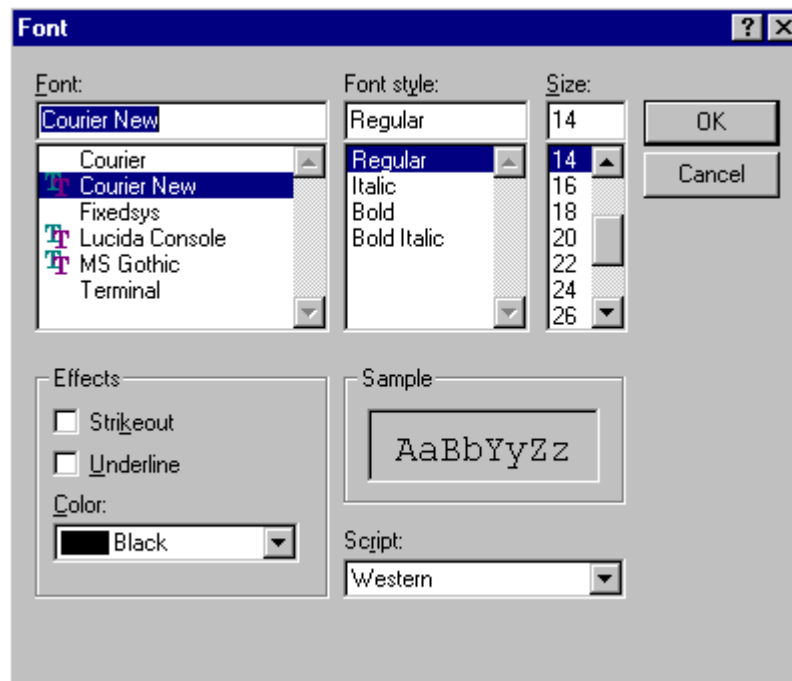 Font
Font:
Courier New
Courier
Courier New
Fixedsys
Lucida Console
MS Gothic
Terminal
Font style:
Regular
Regular
Italic
Bold
Bold Italic
Size:
14
14
16
18
20
22
24
26
OK
Cancel
Effects
Strikeout
Underline
Color:
Black
Sample
AaBbYyZz
Script:
Western